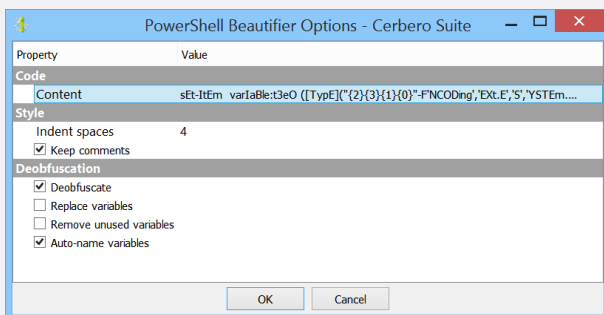 PowerShell Beautifier Options - Cerbero Suite
Property Value
Code
Content sEt-ItEm varIaBle:t3eO ([TypE]("{2}{3}{1}{0}"-F'NCODing','EXt.E','S','YSTEm....
Style
Indent spaces 4
Keep comments
Deobfuscation
Deobfuscate
Replace variables
Remove unused variables
Auto-name variables
OK Cancel